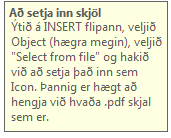 Að setja inn skjöl
Ýtið á INSERT flipann, veljið
Object (hægra megin), veljið
"Select from file" og hakið
við að setja það inn sem
Icon. Þannig er hægt að
hengja við hvaða .pdf skjal
sem er.